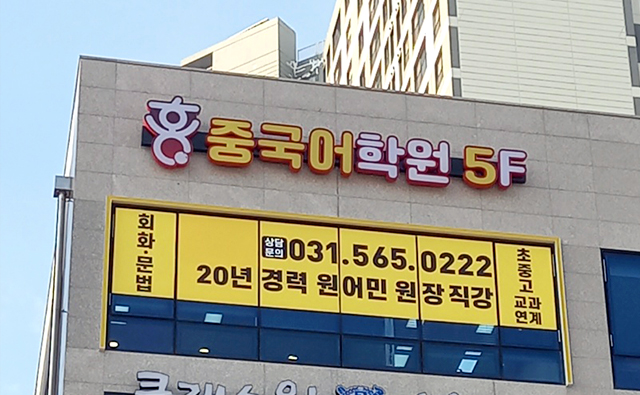 홍 중국어학원 5F
회화·문법
상담문의 031.565.0222
20년 경력 원어민 원장직강
초중고
교과
연계